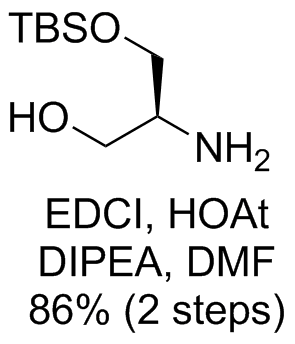 TBSO
HO
NH2
EDCI, HOAt
DIPEA, DMF
86% (2 steps)